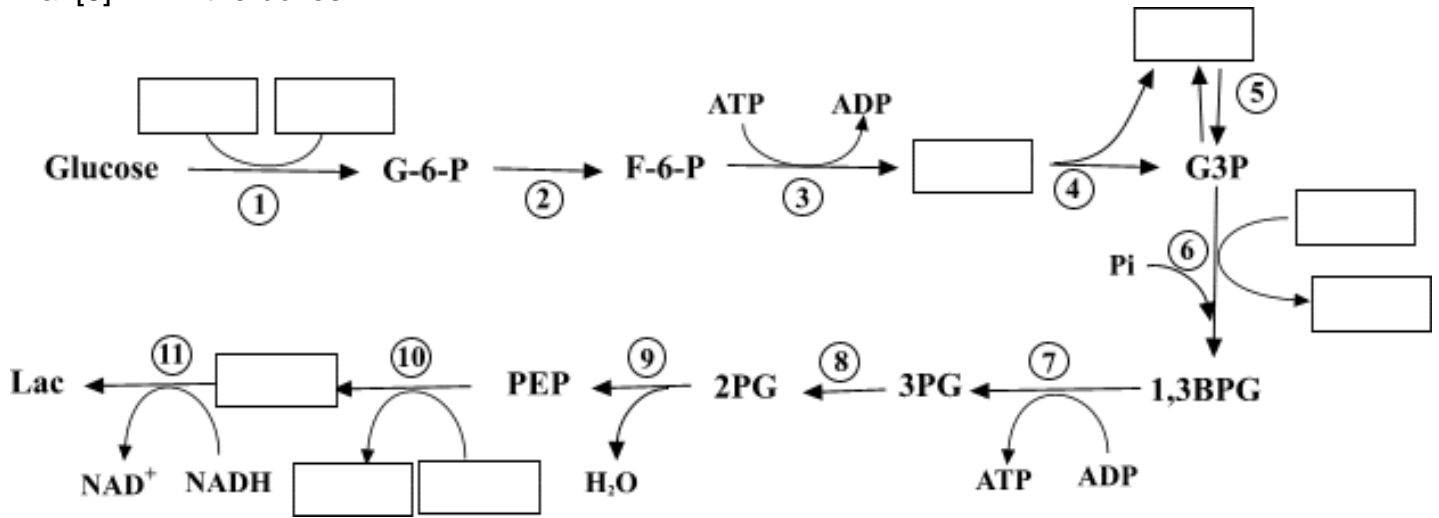 ATP ADP
5
Glucose G-6-P F-6-P G3P
1 2 3 4
Pi 6
11 10 9 8 7
Lac PEP 2PG 3PG 1,3BPG
NAD⁺ NADH H₂O ATP ADP